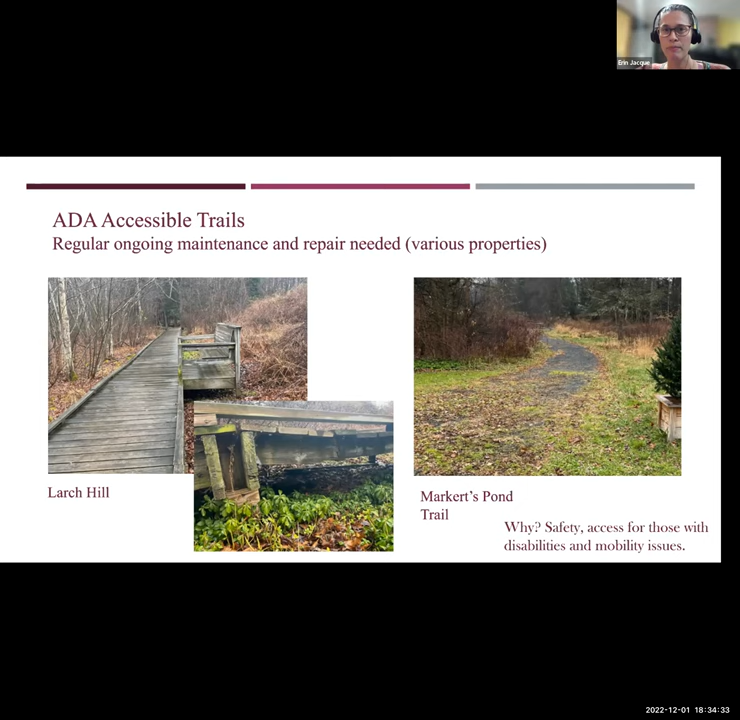 Erin Jacque
ADA Accessible Trails
Regular ongoing maintenance and repair needed (various properties)
Larch Hill
Markert's Pond
Trail
Why? Safety, access for those with
disabilities and mobility issues.
2022-12-01 18:34:33